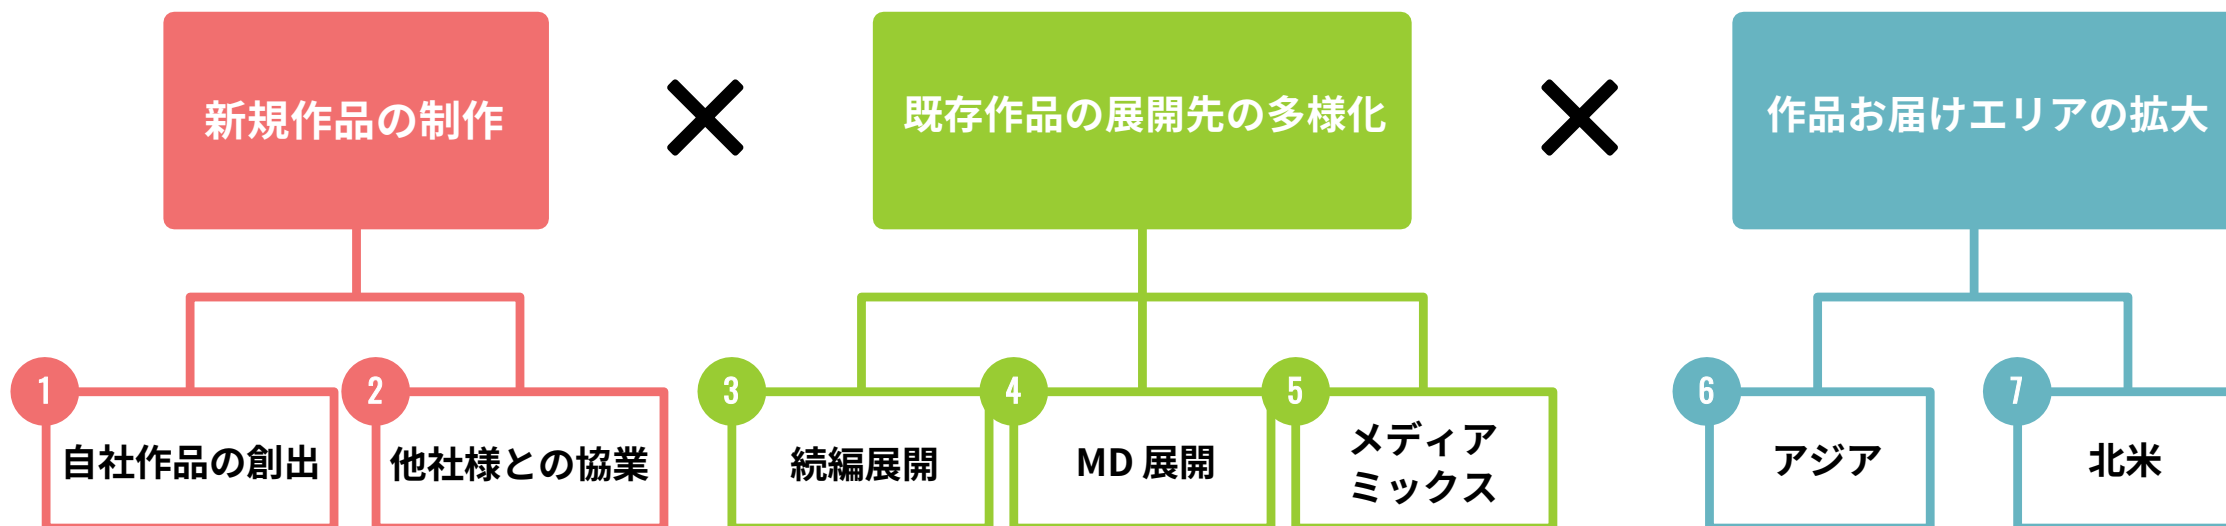 新規作品の制作
既存作品の展開先の多様化
作品お届けエリアの拡大
1
自社作品の創出
2
他社様との協業
3
続編展開
4
MD 展開
5
メディア
ミックス
6
アジア
7
北米